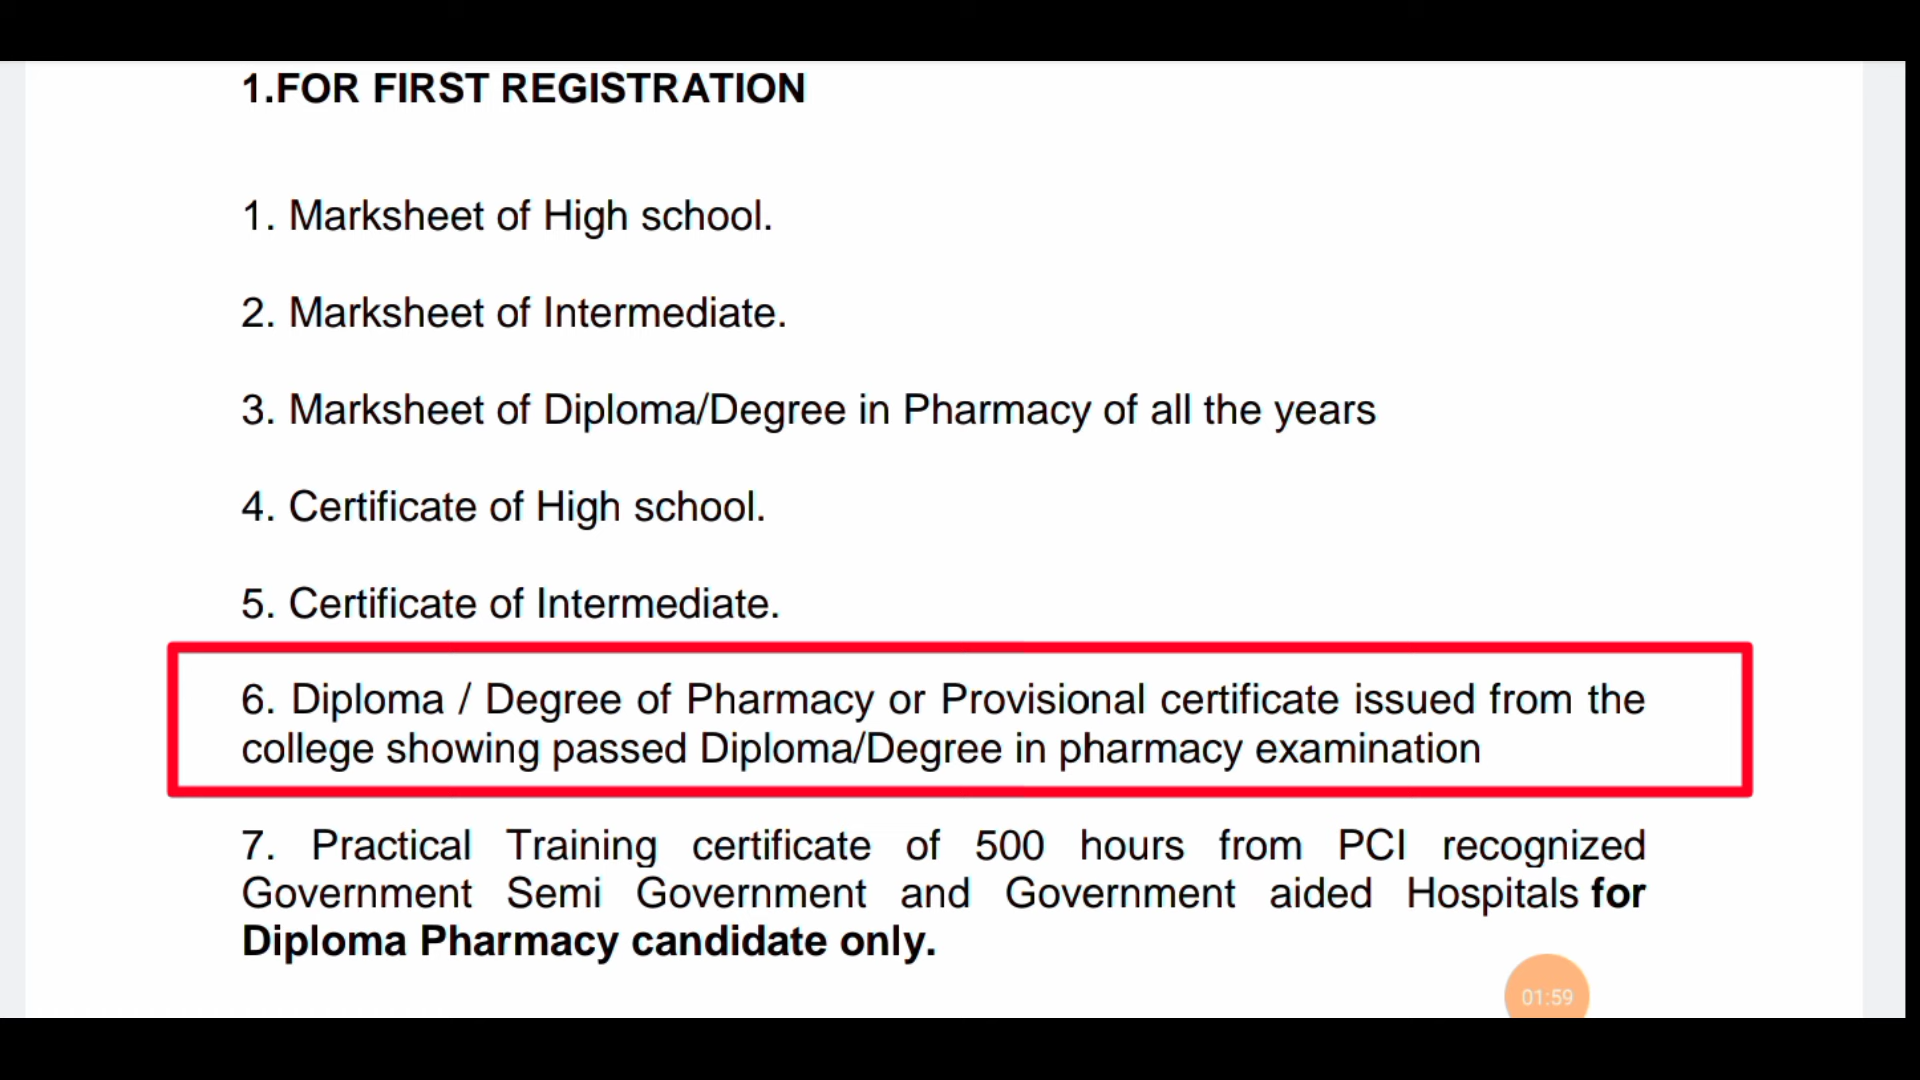 1.FOR FIRST REGISTRATION
1. Marksheet of High school.
2. Marksheet of Intermediate.
3. Marksheet of Diploma/Degree in Pharmacy of all the years
4. Certificate of High school.
5. Certificate of Intermediate.
6. Diploma / Degree of Pharmacy or Provisional certificate issued from the
college showing passed Diploma/Degree in pharmacy examination
7. Practical Training certificate of 500 hours from PCI recognized
Government Semi Government and Government aided Hospitals for
Diploma Pharmacy candidate only.
01:59